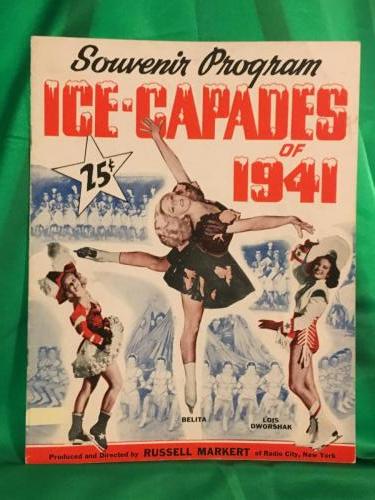 Souvenir Program
ICE-CAPADES
OF
1941
25¢
BELITA
LOIS
DWORSHAK
Produced and Directed by RUSSELL MARKERT of Radio City, New York